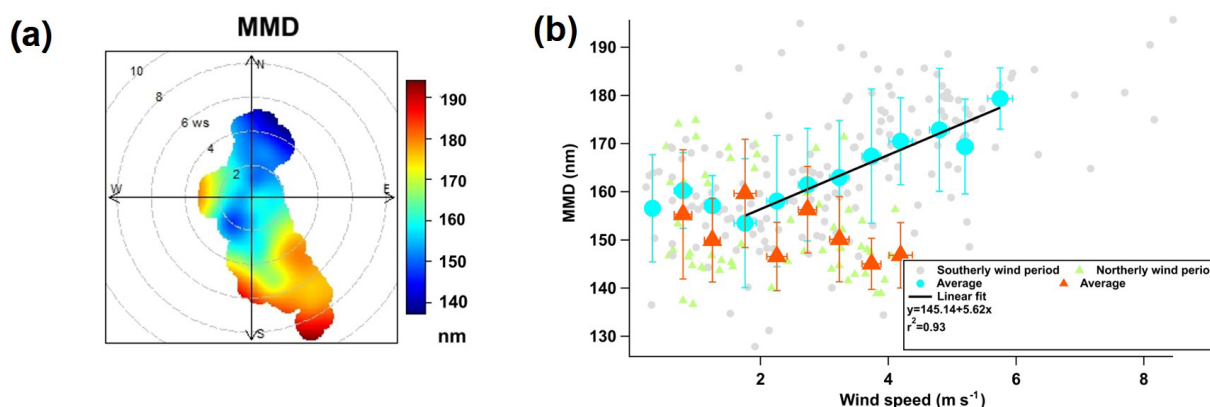 (a)
MMD
10
8
6 ws
4
2
N
W
E
S
190
180
170
160
150
140
nm
(b)
MMD (nm)
190
180
170
160
150
140
130
2
4
6
8
Wind speed (m s⁻¹)
Southerly wind period Northerly wind period
Average Average
Linear fit
y=145.14+5.62x
r²=0.93